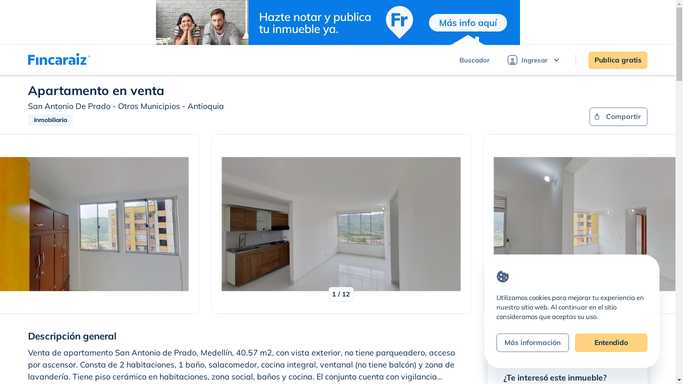 Hazte notar y publica
tu inmueble ya.
Fr
Más info aquí
Fincaraiz
Buscador
Ingresar
Publica gratis
Apartamento en venta
San Antonio De Prado - Otros Municipios - Antioquia
Inmobiliaria
Compartir
1 / 12
Utilizamos cookies para mejorar tu experiencia en
nuestro sitio web. Al continuar en el sitio
consideramos que aceptas su uso.
Más información
Entendido
Descripción general
Venta de apartamento San Antonio de Prado, Medellín, 40.57 m2, con vista exterior, no tiene parqueadero, acceso
por ascensor. Consta de 2 habitaciones, 1 baño, salacomedor, cocina integral, ventanal (no tiene balcón) y zona de
lavandería. Tiene piso cerámico en habitaciones, zona social, baños y cocina. El conjunto cuenta con vigilancia...
¿Te interesó este inmueble?